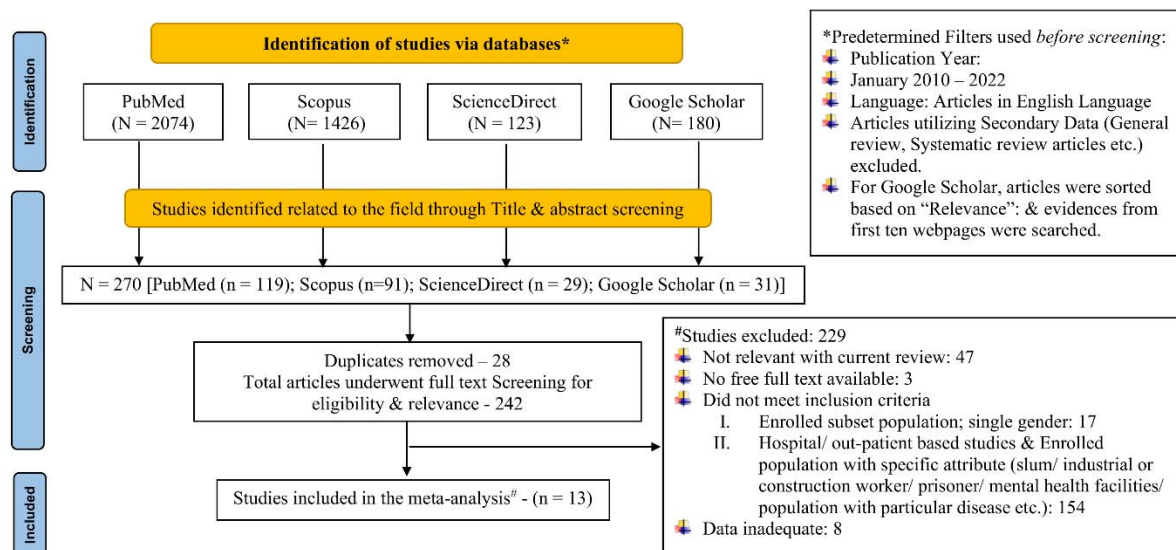 Identification
Identification of studies via databases*
PubMed
(N = 2074)
Scopus
(N= 1426)
ScienceDirect
(N = 123)
Google Scholar
(N= 180)
*Predetermined Filters used before screening:
Publication Year:
January 2010 – 2022
Language: Articles in English Language
Articles utilizing Secondary Data (General
review, Systematic review articles etc.)
excluded.
For Google Scholar, articles were sorted
based on “Relevance”: & evidences from
first ten webpages were searched.
Screening
Studies identified related to the field through Title & abstract screening
N = 270 [PubMed (n = 119); Scopus (n=91); ScienceDirect (n = 29); Google Scholar (n = 31)]
Duplicates removed – 28
Total articles underwent full text Screening for
eligibility & relevance - 242
#Studies excluded: 229
Not relevant with current review: 47
No free full text available: 3
Did not meet inclusion criteria
I. Enrolled subset population; single gender: 17
II. Hospital/ out-patient based studies & Enrolled
population with specific attribute (slum/ industrial or
construction worker/ prisoner/ mental health facilities/
population with particular disease etc.): 154
Data inadequate: 8
Included
Studies included in the meta-analysis# - (n = 13)